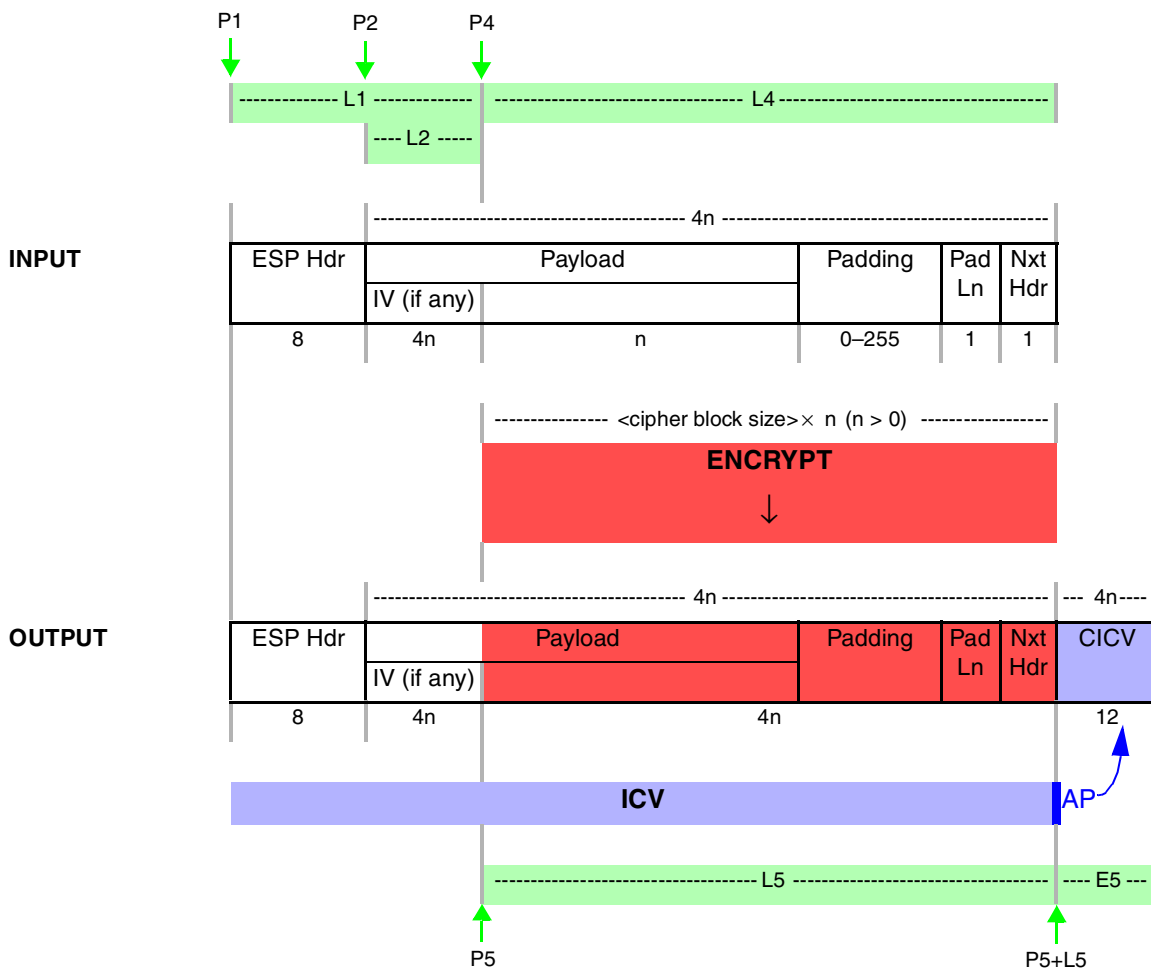 P1 P2 P4
--------------- L1 ---------------
------------------------------ L4 ------------------------------
---- L2 -----
---------------------------------------- 4n ------------------------------------------
INPUT
ESP Hdr Payload Padding Pad Ln Nxt Hdr
IV (if any)
8 4n n 0–255 1 1
---------------- <cipher block size>× n (n > 0) ------------------
ENCRYPT
↓
------------------------------------------ 4n ------------------------------------------ --- 4n----
OUTPUT
ESP Hdr Payload Padding Pad Ln Nxt Hdr CICV
IV (if any)
8 4n 4n 12
ICV AP
---------------------------------- L5 ---------------------------------- ---- E5 ---
P5 P5+L5